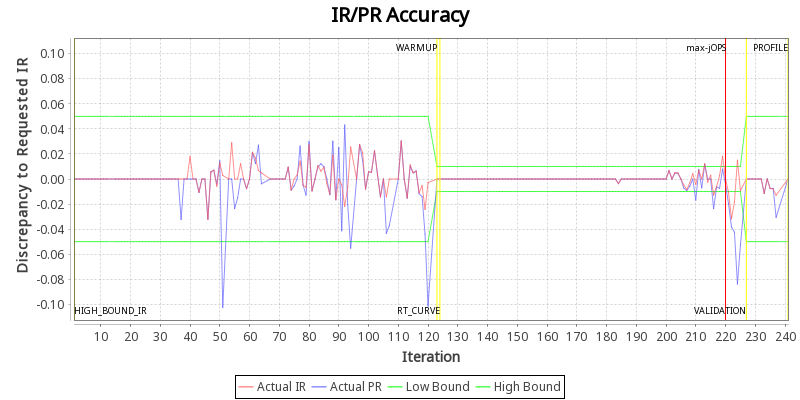 IR/PR Accuracy
Discrepancy to Requested IR
0.10
0.08
0.06
0.04
0.02
0.00
-0.02
-0.04
-0.06
-0.08
-0.10
WARMUP
max-jOPS
PROFILE
HIGH_BOUND_IR
RT_CURVE
VALIDATION
10 20 30 40 50 60 70 80 90 100 110 120 130 140 150 160 170 180 190 200 210 220 230 240
Iteration
Actual IR Actual PR Low Bound High Bound